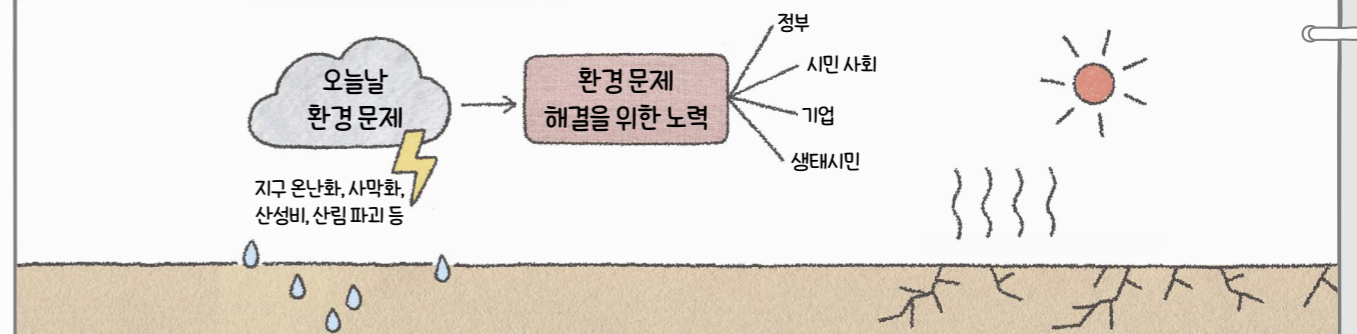 오늘날
환경 문제
지구 온난화, 사막화,
산성비, 산림 파괴 등
환경 문제
해결을 위한 노력
정부
시민 사회
기업
생태시민